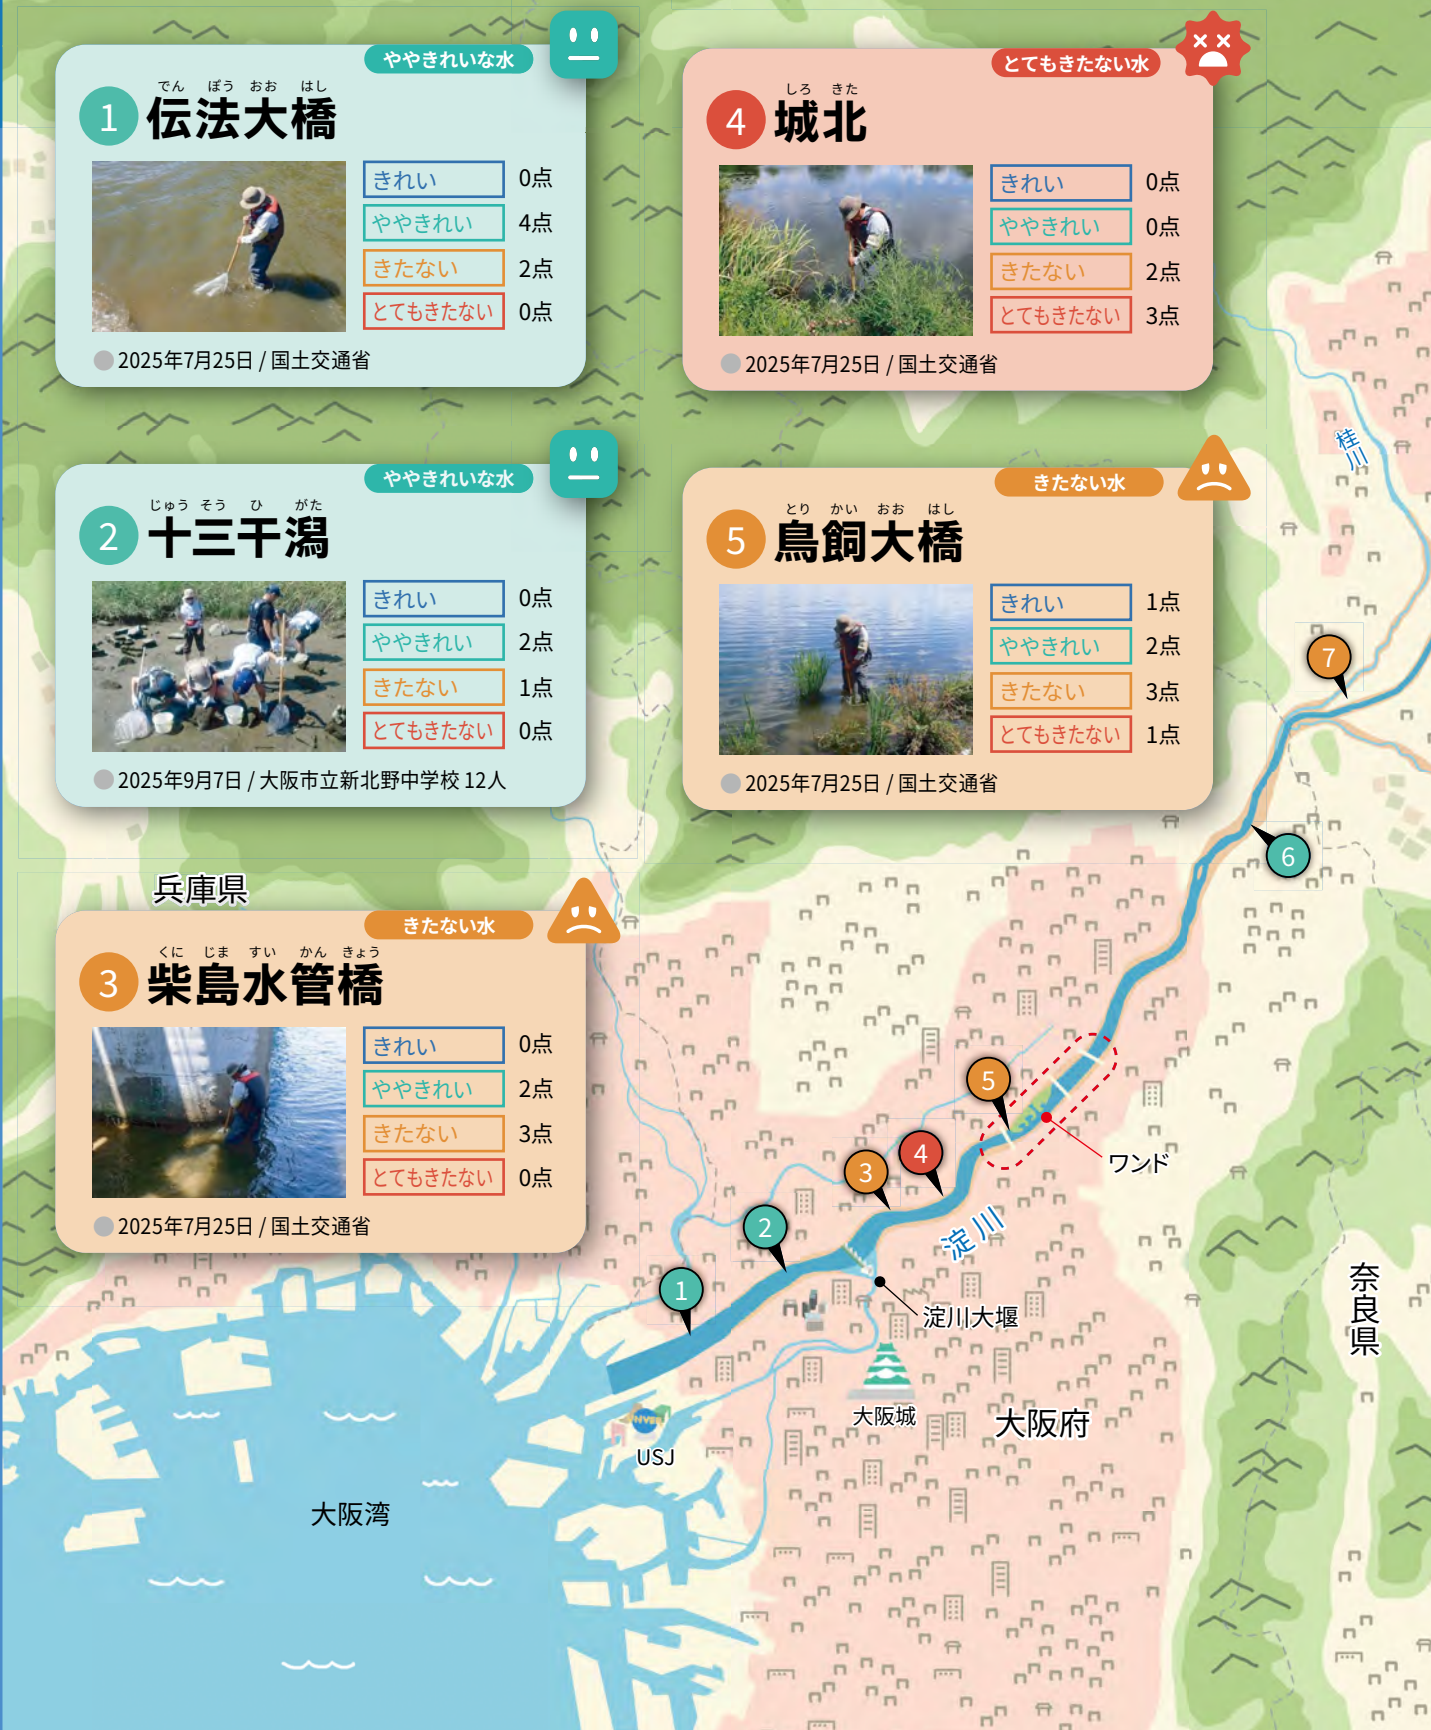 ややきれいな水
でん ぽう おお はし
1 伝法大橋
きれい 0点
ややきれい 4点
きたない 2点
とてもきたない 0点
2025年7月25日 / 国土交通省
ややきれいな水
じゅう そう ひ がた
2 十三干潟
きれい 0点
ややきれい 2点
きたない 1点
とてもきたない 0点
2025年9月7日 / 大阪市立新北野中学校 12人
兵庫県
きたない水
くに じま すい かん きょう
3 柴島水管橋
きれい 0点
ややきれい 2点
きたない 3点
とてもきたない 0点
2025年7月25日 / 国土交通省
とてもきたない水
しろ きた
4 城北
きれい 0点
ややきれい 0点
きたない 2点
とてもきたない 3点
2025年7月25日 / 国土交通省
きたない水
とり かい おお はし
5 鳥飼大橋
きれい 1点
ややきれい 2点
きたない 3点
とてもきたない 1点
2025年7月25日 / 国土交通省
桂川
7
6
5
4
3
2
1
ワンド
淀川
淀川大堰
大阪城
大阪府
奈良県
USJ
大阪湾